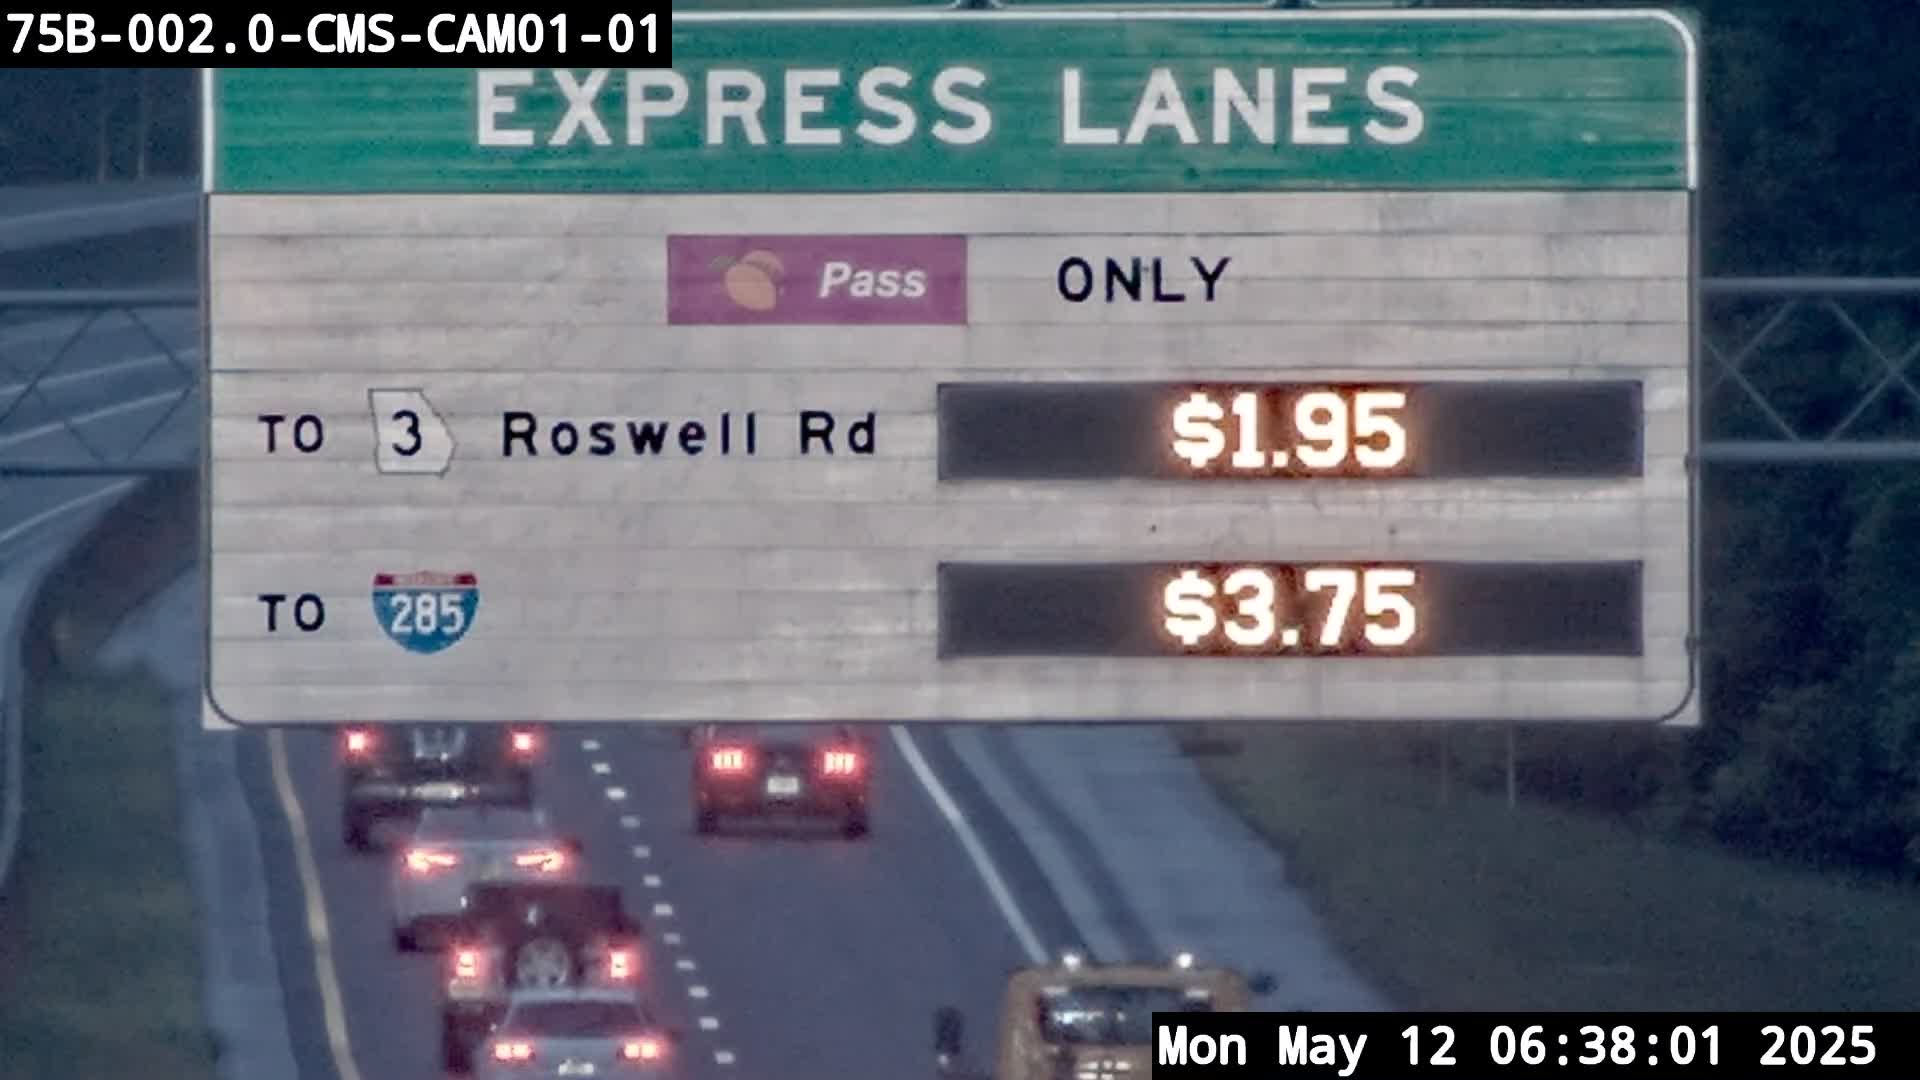 75B-002.0-CMS-CAM01-01
EXPRESS LANES
Pass ONLY
TO 3 Roswell Rd $1.95
TO 285 $3.75
Mon May 12 06:38:01 2025